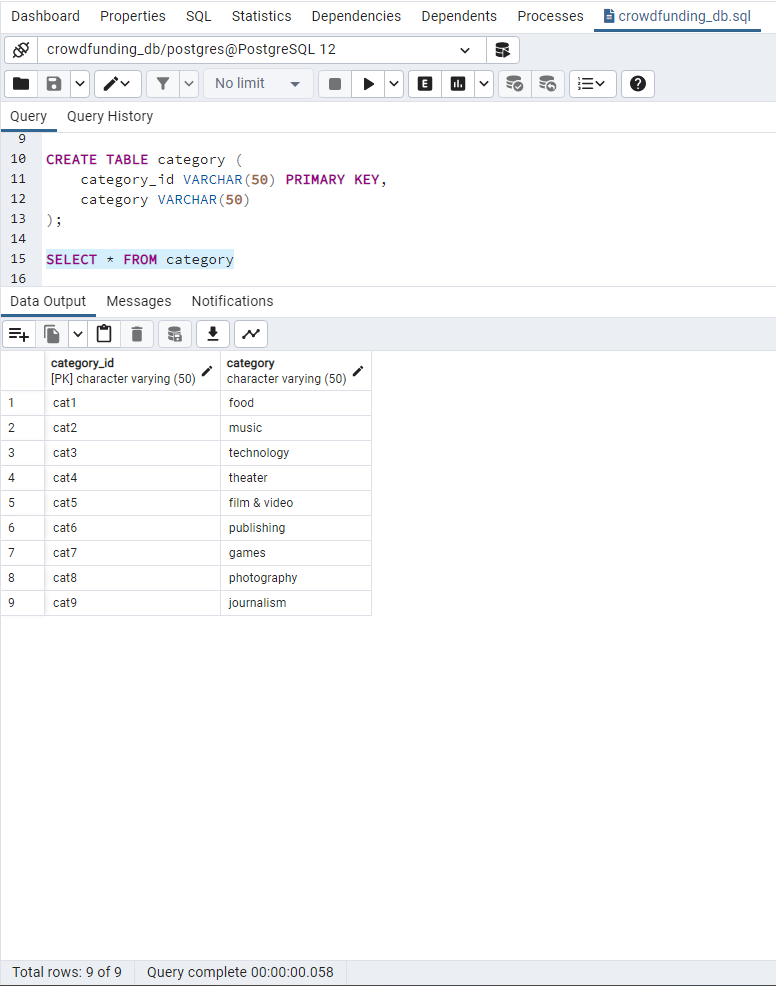 Dashboard Properties SQL Statistics Dependencies Dependents Processes crowdfunding_db.sql
crowdfunding_db/postgres@PostgreSQL 12
No limit E
Query Query History
9
10 CREATE TABLE category (
11 category_id VARCHAR(50) PRIMARY KEY,
12 category VARCHAR(50)
13 );
14
15 SELECT * FROM category
16
Data Output Messages Notifications
category_id category
[PK] character varying (50) character varying (50)
1 cat1 food
2 cat2 music
3 cat3 technology
4 cat4 theater
5 cat5 film & video
6 cat6 publishing
7 cat7 games
8 cat8 photography
9 cat9 journalism
Total rows: 9 of 9 Query complete 00:00:00.058